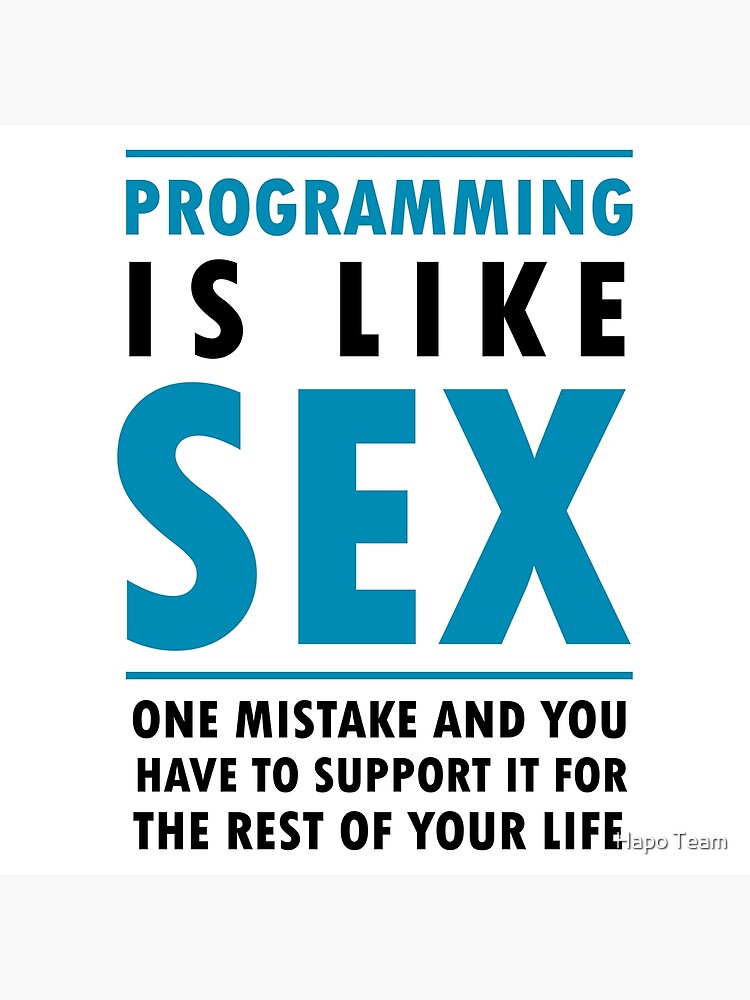 PROGRAMMING
IS LIKE
SEX
ONE MISTAKE AND YOU
HAVE TO SUPPORT IT FOR
THE REST OF YOUR LIFE
Hapo Team